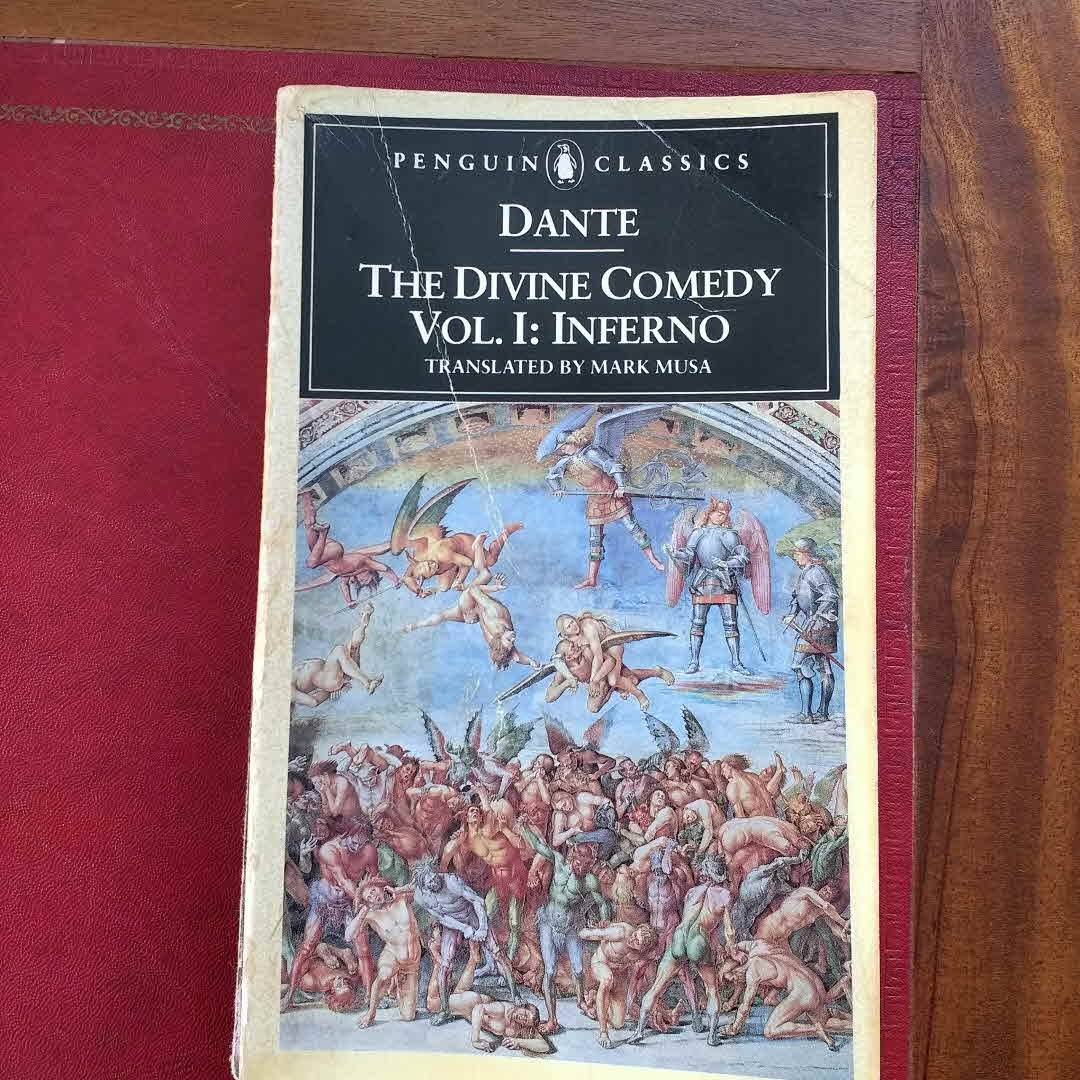 PENGUIN CLASSICS
DANTE
THE DIVINE COMEDY
VOL. I: INFERNO
TRANSLATED BY MARK MUSA